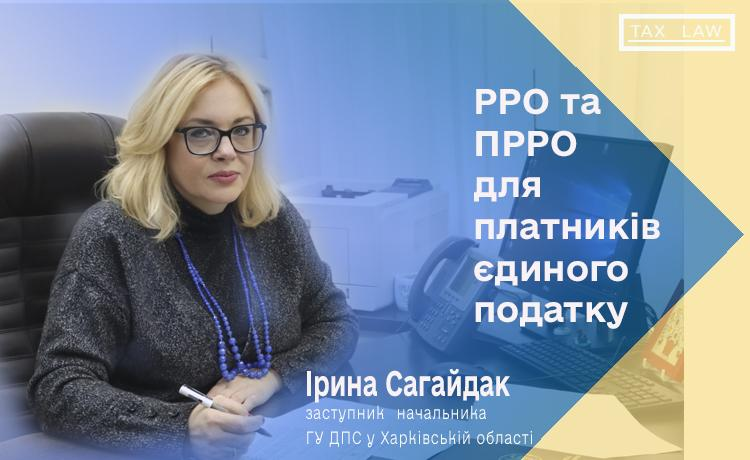 TAX LAW
РРО та
ПРРО
для
платників
єдиного
податку
Ірина Сагайдак
заступник начальника
ГУ ДПС у Харківській області